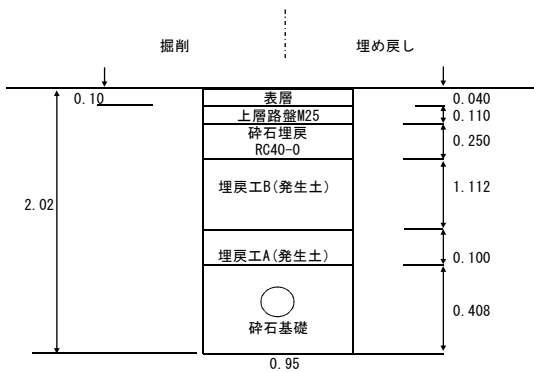 掘削
埋め戻し
0.10
表層
0.040
上層路盤M25
0.110
砕石埋戻
RC40-0
0.250
埋戻工B(発生土)
1.112
2.02
埋戻工A(発生土)
0.100
0.408
砕石基礎
0.95